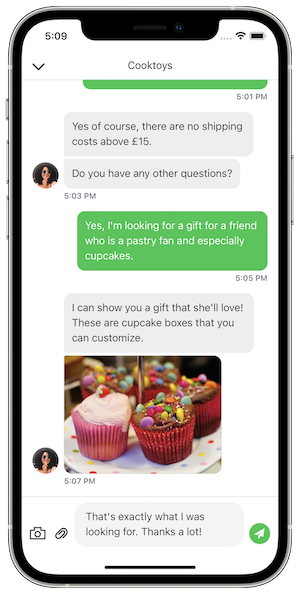 5:09
Cooktoys
5:01 PM
Yes of course, there are no shipping
costs above £15.
Do you have any other questions?
5:03 PM
Yes, I'm looking for a gift for a friend
who is a pastry fan and especially
cupcakes.
5:05 PM
I can show you a gift that she'll love!
These are cupcake boxes that you
can customize.
5:07 PM
That's exactly what I was
looking for. Thanks a lot!